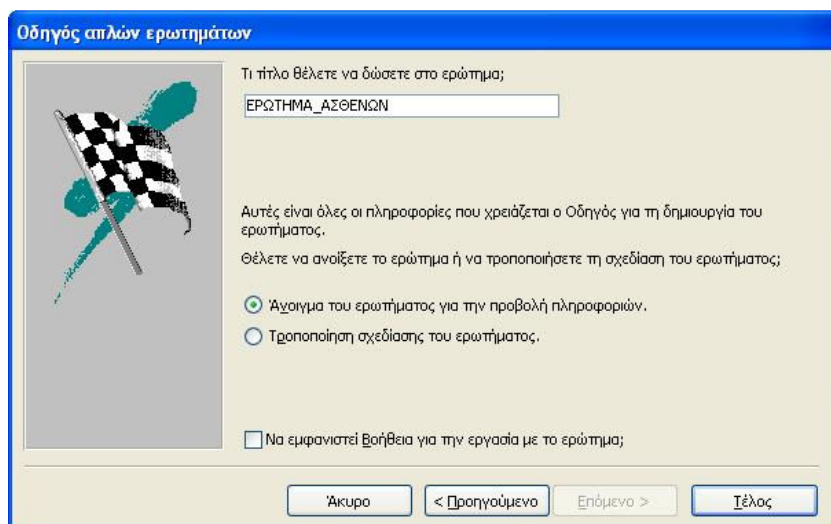 Οδηγός απλών ερωτημάτων
Τι τίτλο θέλετε να δώσετε στο ερώτημα;
ΕΡΩΤΗΜΑ_ΑΣΘΕΝΩΝ
Αυτές είναι όλες οι πληροφορίες που χρειάζεται ο Οδηγός για τη δημιουργία του
ερωτήματος.
Θέλετε να ανοίξετε το ερώτημα ή να τροποποιήσετε τη σχεδίαση του ερωτήματος;
Άνοιγμα του ερωτήματος για την προβολή πληροφοριών.
Τροποποίηση σχεδίασης του ερωτήματος.
Να εμφανιστεί Βοήθεια για την εργασία με το ερώτημα;
Άκυρο < Προηγούμενο Επόμενο > Τέλος